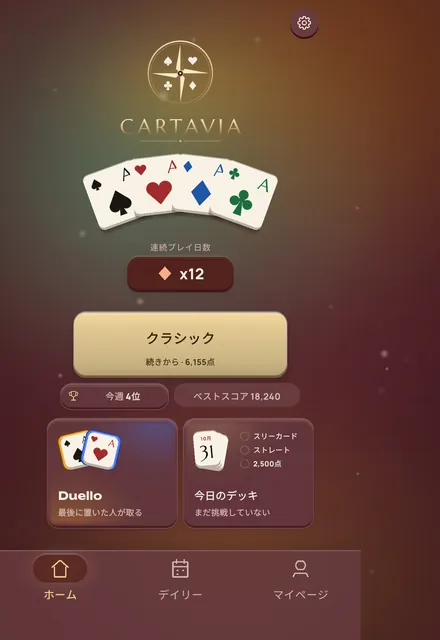 CARTAVIA
A A A A
連続プレイ日数
x12
クラシック
続きから · 6,155点
今週 4位
ベストスコア 18,240
10月
31
スリーカード
ストレート
2,500点
Duello
最後に置いた人が取る
今日のデッキ
まだ挑戦していない
ホーム
デイリー
マイページ